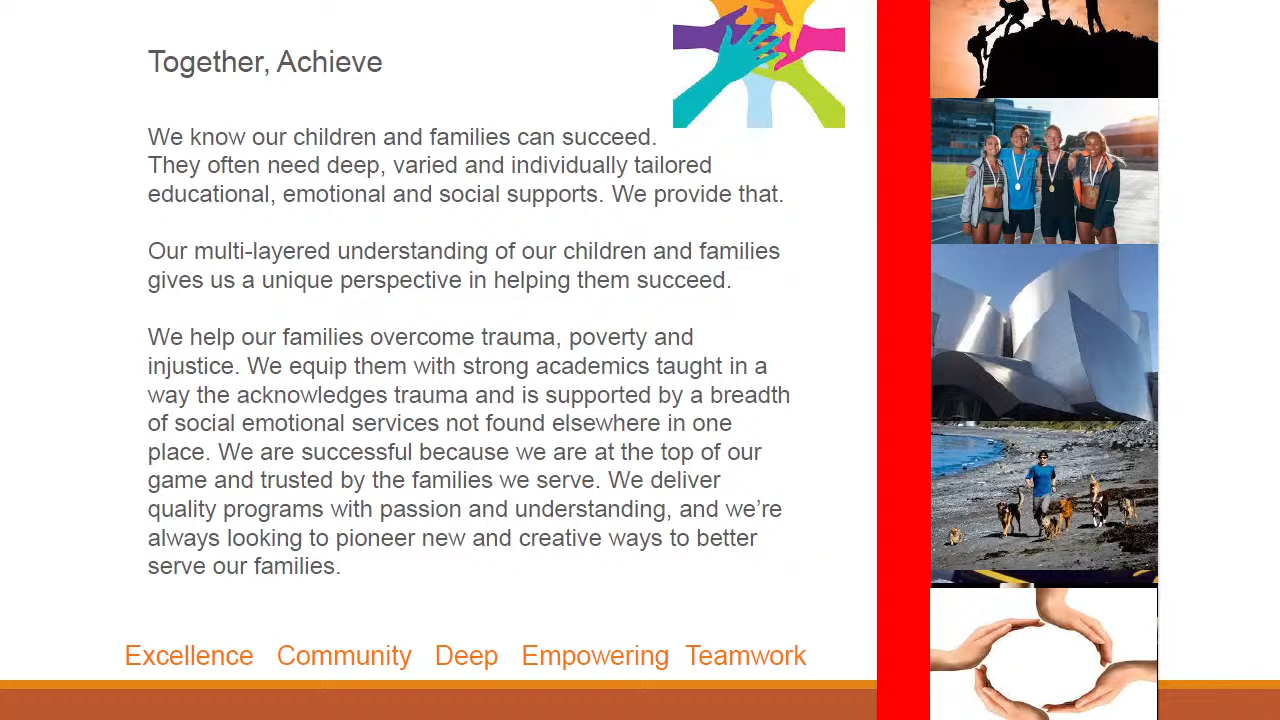 Together, Achieve
We know our children and families can succeed.
They often need deep, varied and individually tailored
educational, emotional and social supports. We provide that.
Our multi-layered understanding of our children and families
gives us a unique perspective in helping them succeed.
We help our families overcome trauma, poverty and
injustice. We equip them with strong academics taught in a
way the acknowledges trauma and is supported by a breadth
of social emotional services not found elsewhere in one
place. We are successful because we are at the top of our
game and trusted by the families we serve. We deliver
quality programs with passion and understanding, and we’re
always looking to pioneer new and creative ways to better
serve our families.
Excellence Community Deep Empowering Teamwork